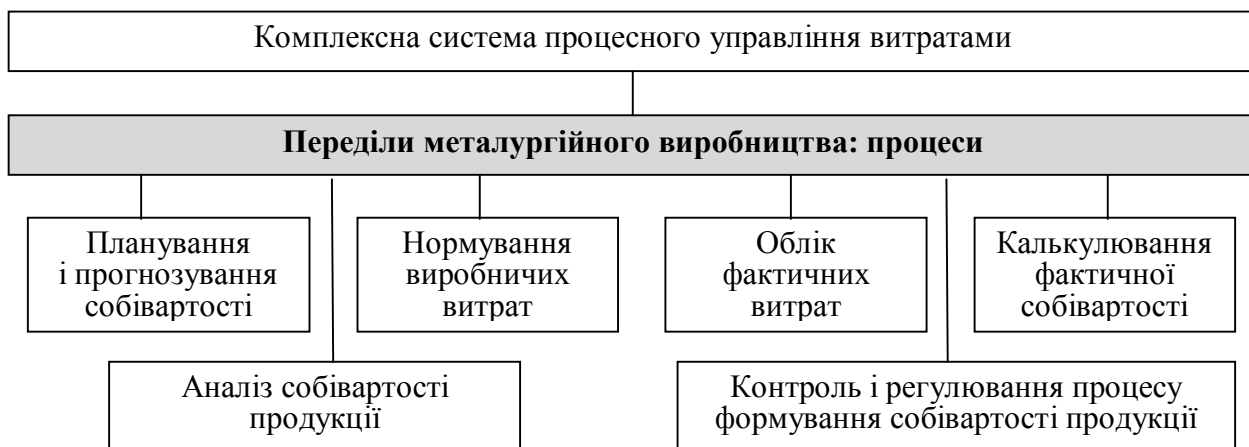 Комплексна система процесного управління витратами
Переділи металургійного виробництва: процеси
Планування
і прогнозування
собівартості
Нормування
виробничих
витрат
Облік
фактичних
витрат
Калькулювання
фактичної
собівартості
Аналіз собівартості
продукції
Контроль і регулювання процесу
формування собівартості продукції